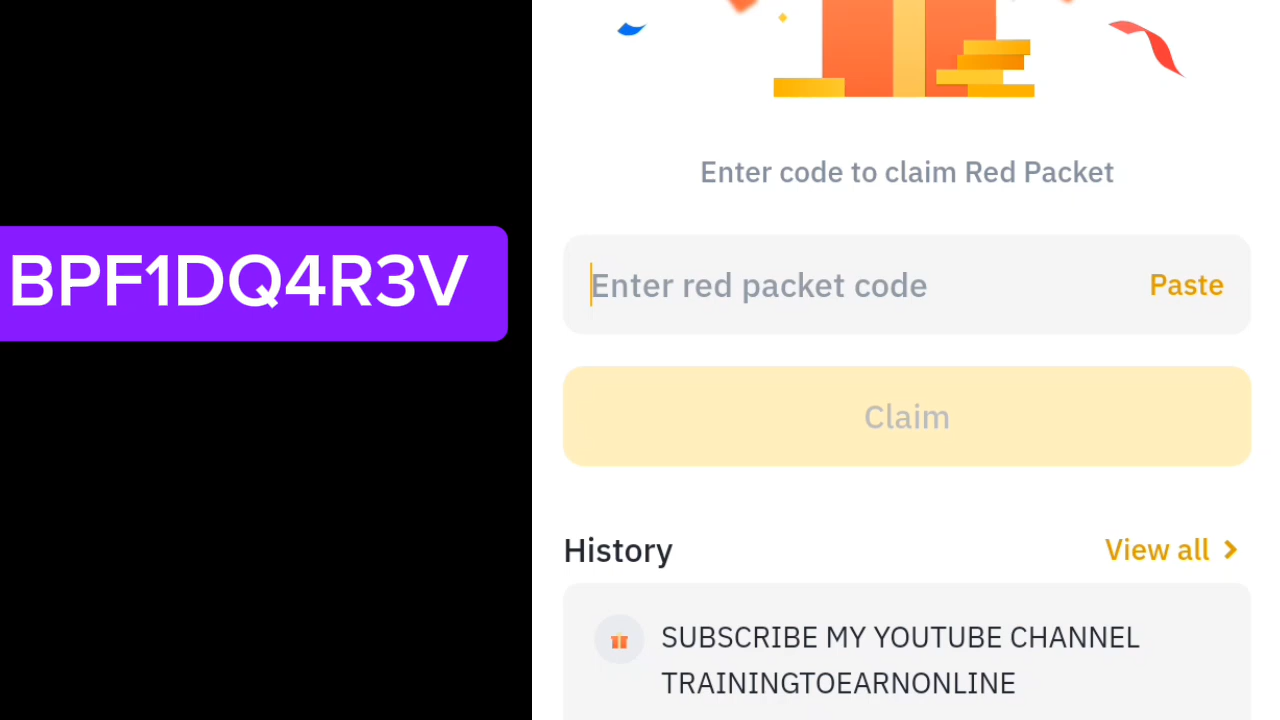 BPF1DQ4R3V
Enter code to claim Red Packet
Enter red packet code
Paste
Claim
History
View all
SUBSCRIBE MY YOUTUBE CHANNEL
TRAININGTOEARNONLINE